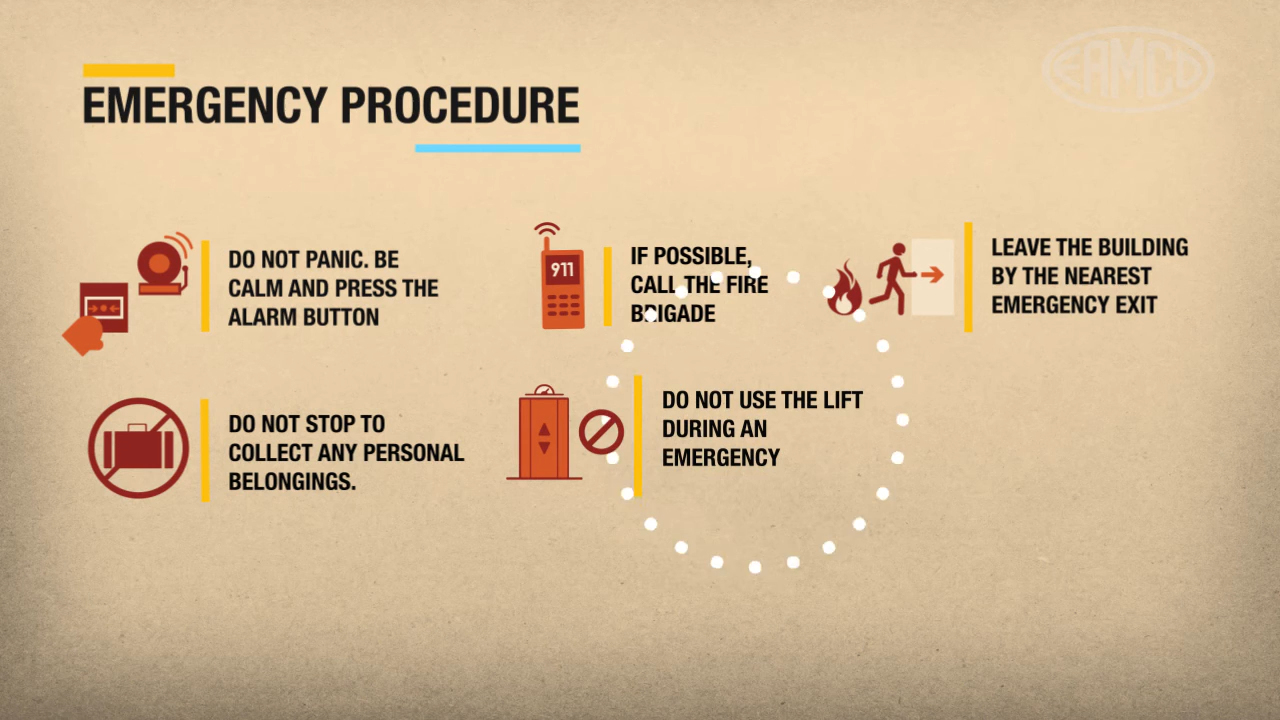 EAMCO
EMERGENCY PROCEDURE
DO NOT PANIC. BE
CALM AND PRESS THE
ALARM BUTTON
911
IF POSSIBLE,
CALL THE FIRE
BRIGADE
LEAVE THE BUILDING
BY THE NEAREST
EMERGENCY EXIT
DO NOT STOP TO
COLLECT ANY PERSONAL
BELONGINGS.
DO NOT USE THE LIFT
DURING AN
EMERGENCY